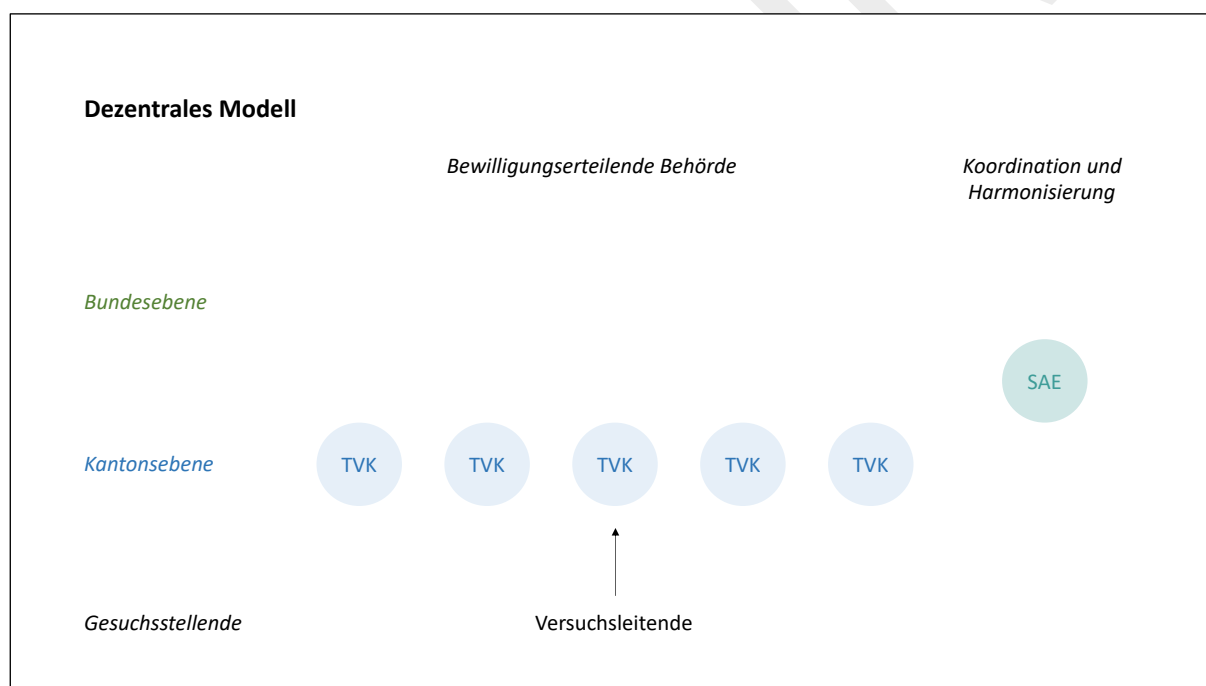 Dezentrales Modell
Bewilligungserteilende Behörde
Koordination und
Harmonisierung
Bundesebene
SAE
Kantonsebene
TVK
TVK
TVK
TVK
TVK
Gesuchsstellende
Versuchsleitende